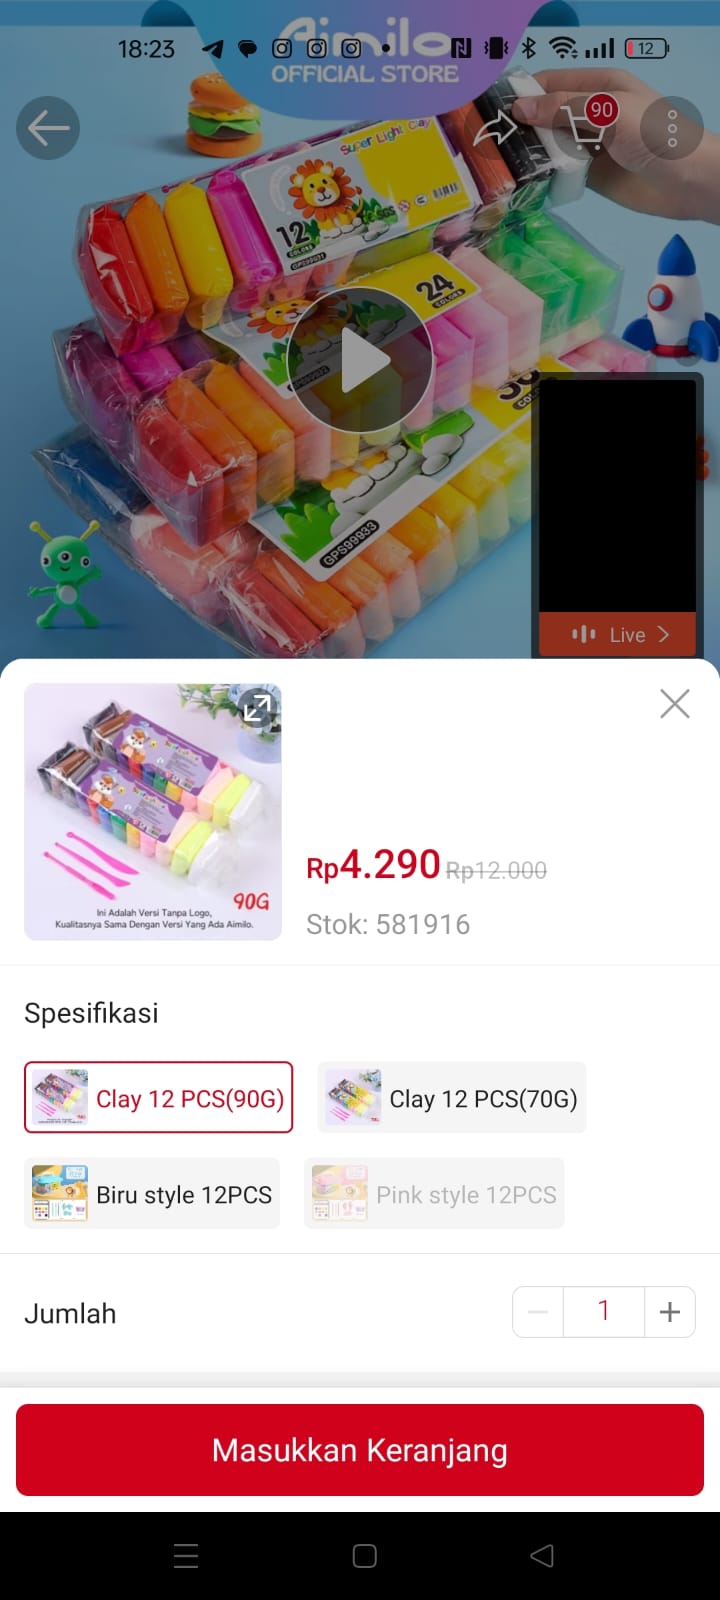 Aimilo
18:23
12
OFFICIAL STORE
90
Super Light Clay
12
COLORS
GPS99931
24
COLORS
GPS99933
Live
90G
Ini Adalah Versi Tanpa Logo,
Kualitasnya Sama Dengan Versi Yang Ada Aimilo.
Rp4.290 Rp12.000
Stok: 581916
Spesifikasi
Clay 12 PCS(90G)
Clay 12 PCS(70G)
Biru style 12PCS
Pink style 12PCS
Jumlah
1
Masukkan Keranjang